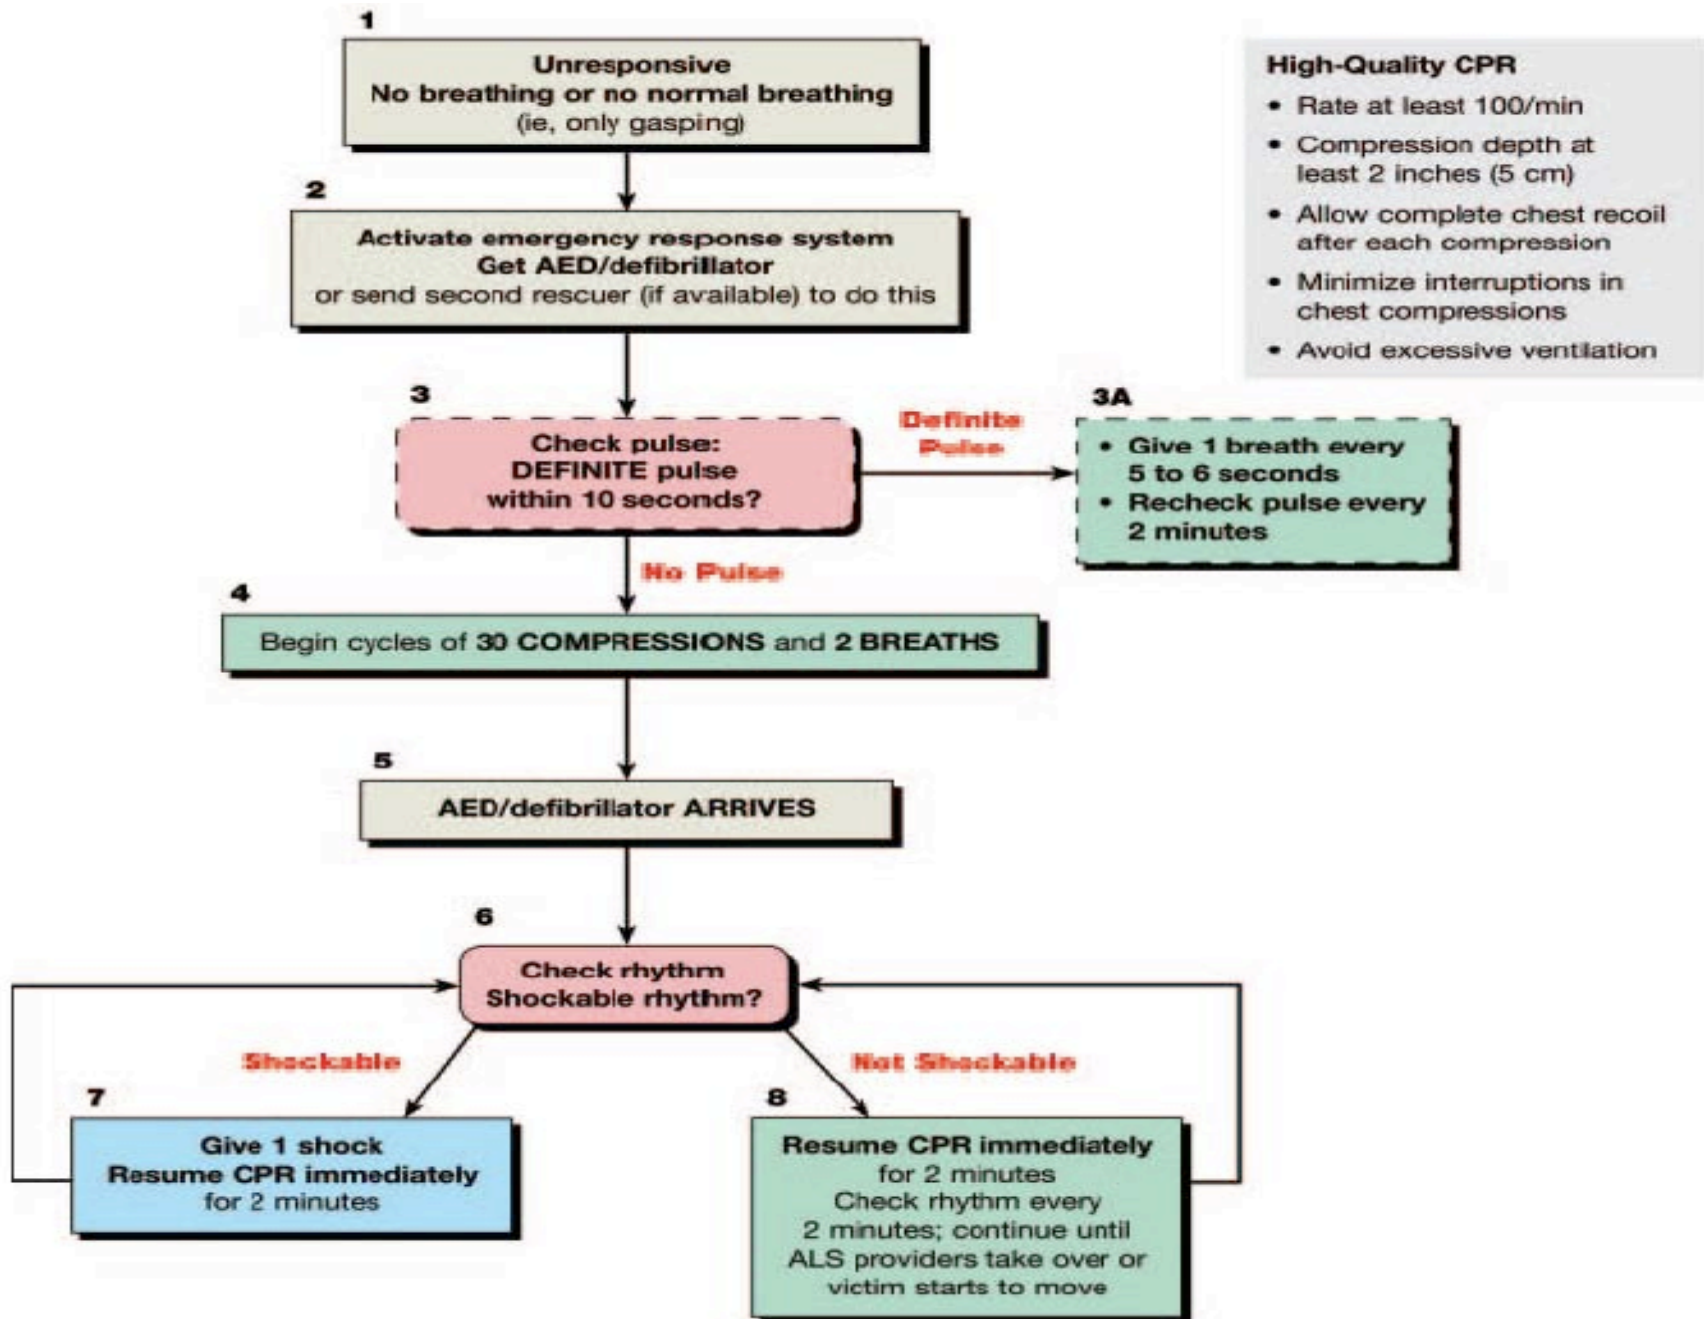 1
Unresponsive
No breathing or no normal breathing
(ie, only gasping)
2
Activate emergency response system
Get AED/defibrillator
or send second rescuer (if available) to do this
3
Check pulse:
DEFINITE pulse
within 10 seconds?
Definite
Pulse
3A
• Give 1 breath every
5 to 6 seconds
• Recheck pulse every
2 minutes
No Pulse
4
Begin cycles of 30 COMPRESSIONS and 2 BREATHS
5
AED/defibrillator ARRIVES
6
Check rhythm
Shockable rhythm?
Shockable
Not Shockable
7
Give 1 shock
Resume CPR immediately
for 2 minutes
8
Resume CPR immediately
for 2 minutes
Check rhythm every
2 minutes; continue until
ALS providers take over or
victim starts to move
High-Quality CPR
• Rate at least 100/min
• Compression depth at
least 2 inches (5 cm)
• Allow complete chest recoil
after each compression
• Minimize interruptions in
chest compressions
• Avoid excessive ventilation